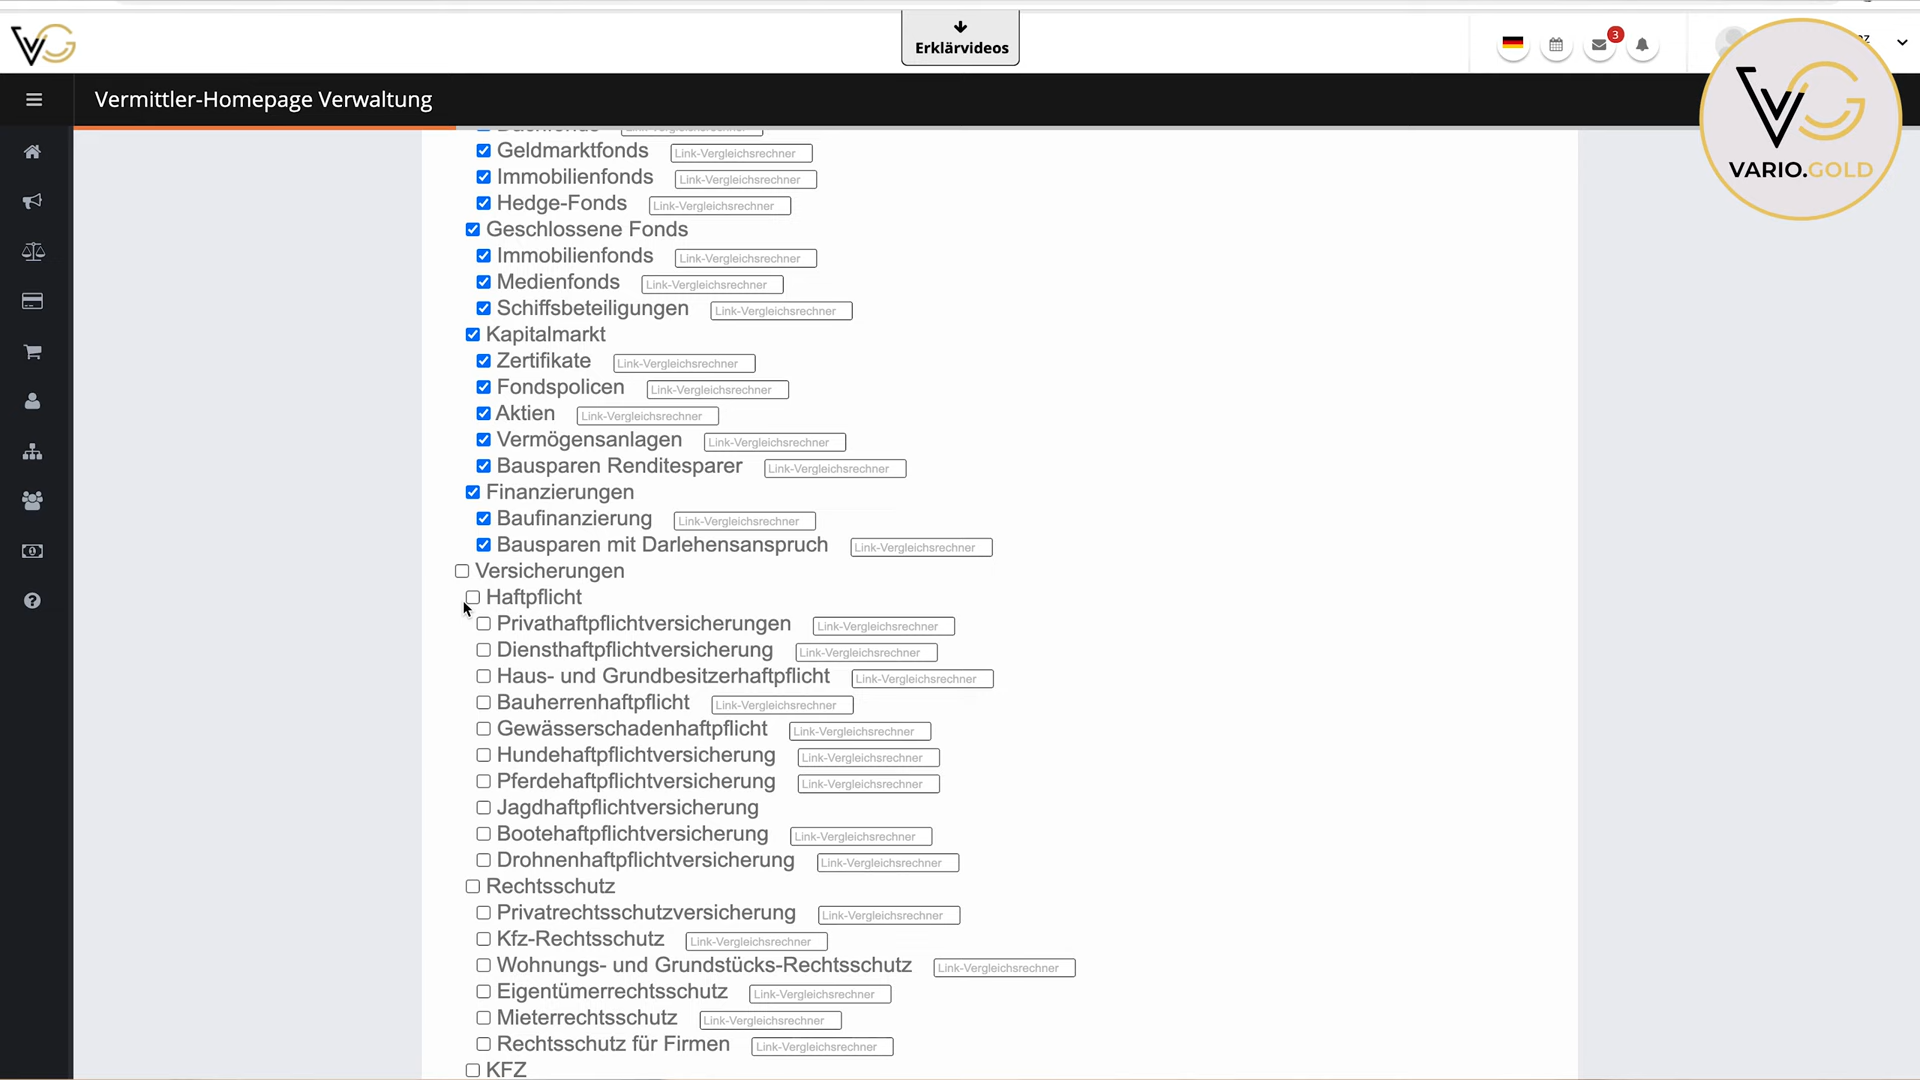 Erklärvideos
3
Vermittler-Homepage Verwaltung
VG
VARIO.GOLD
Dachfonds Link-Vergleichsrechner
Geldmarktfonds Link-Vergleichsrechner
Immobilienfonds Link-Vergleichsrechner
Hedge-Fonds Link-Vergleichsrechner
Geschlossene Fonds
Immobilienfonds Link-Vergleichsrechner
Medienfonds Link-Vergleichsrechner
Schiffsbeteiligungen Link-Vergleichsrechner
Kapitalmarkt
Zertifikate Link-Vergleichsrechner
Fondspolicen Link-Vergleichsrechner
Aktien Link-Vergleichsrechner
Vermögensanlagen Link-Vergleichsrechner
Bausparen Renditesparer Link-Vergleichsrechner
Finanzierungen
Baufinanzierung Link-Vergleichsrechner
Bausparen mit Darlehensanspruch Link-Vergleichsrechner
Versicherungen
Haftpflicht
Privathaftpflichtversicherungen Link-Vergleichsrechner
Diensthaftpflichtversicherung Link-Vergleichsrechner
Haus- und Grundbesitzerhaftpflicht Link-Vergleichsrechner
Bauherrenhaftpflicht Link-Vergleichsrechner
Gewässerschadenhaftpflicht Link-Vergleichsrechner
Hundehaftpflichtversicherung Link-Vergleichsrechner
Pferdehaftpflichtversicherung Link-Vergleichsrechner
Jagdhaftpflichtversicherung
Bootehaftpflichtversicherung Link-Vergleichsrechner
Drohnenhaftpflichtversicherung Link-Vergleichsrechner
Rechtsschutz
Privatrechtsschutzversicherung Link-Vergleichsrechner
Kfz-Rechtsschutz Link-Vergleichsrechner
Wohnungs- und Grundstücks-Rechtsschutz Link-Vergleichsrechner
Eigentümerrechtsschutz Link-Vergleichsrechner
Mieterrechtsschutz Link-Vergleichsrechner
Rechtsschutz für Firmen Link-Vergleichsrechner
KFZ